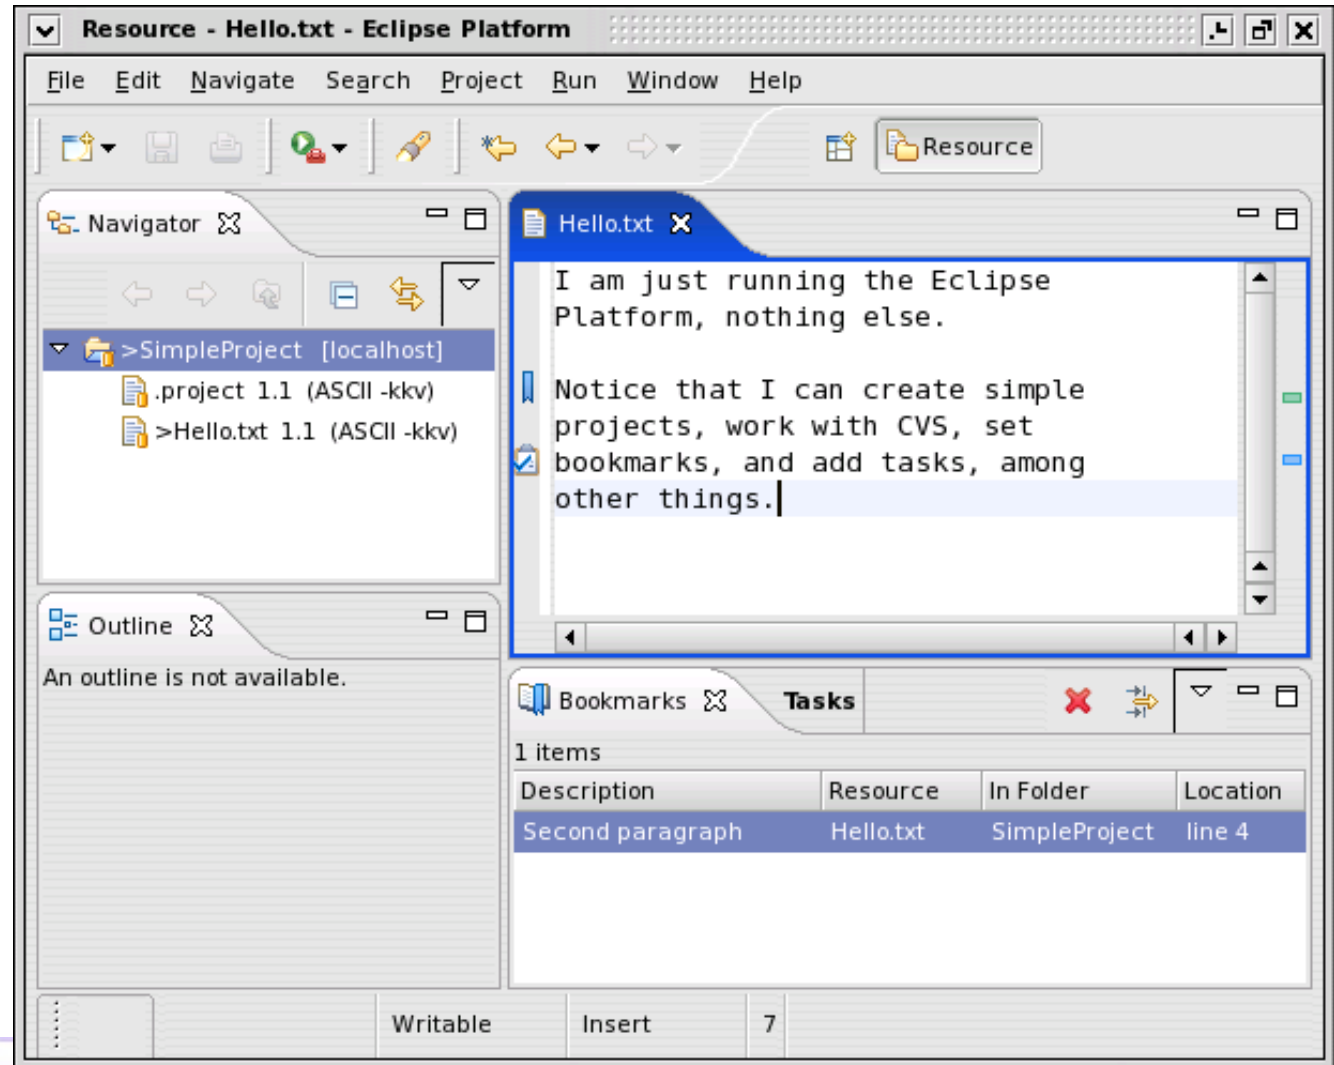 Resource - Hello.txt - Eclipse Platform
File Edit Navigate Search Project Run Window Help
Resource
Navigator
>SimpleProject [localhost]
.project 1.1 (ASCII -kkv)
>Hello.txt 1.1 (ASCII -kkv)
Hello.txt
I am just running the Eclipse
Platform, nothing else.
Notice that I can create simple
projects, work with CVS, set
bookmarks, and add tasks, among
other things.
Outline
An outline is not available.
Bookmarks Tasks
1 items
Description Resource In Folder Location
Second paragraph Hello.txt SimpleProject line 4
Writable Insert 7